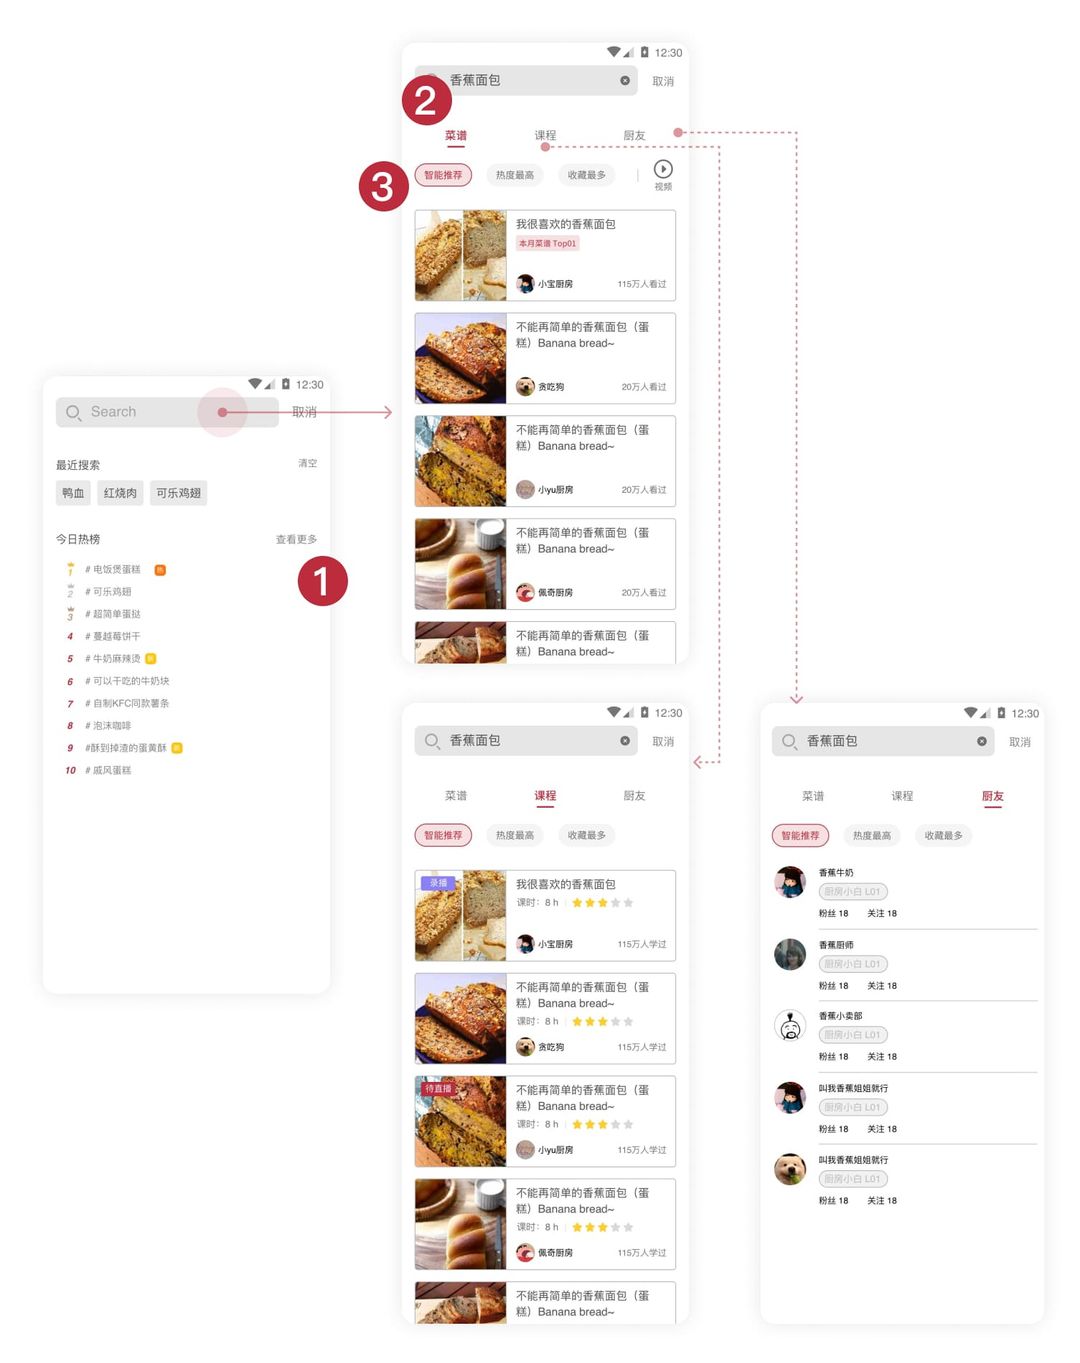 12:30
香蕉面包
取消
2
菜谱
课程
厨友
3
智能推荐
热度最高
收藏最多
视频
我很喜欢的香蕉面包
本月菜谱 Top01
小宝厨房
115万人看过
不能再简单的香蕉面包（蛋
糕）Banana bread~
贪吃狗
20万人看过
不能再简单的香蕉面包（蛋
糕）Banana bread~
小yu厨房
20万人看过
不能再简单的香蕉面包（蛋
糕）Banana bread~
佩奇厨房
20万人看过
不能再简单的香蕉面包（蛋
糕）Banana bread~
12:30
Search
取消
最近搜索
清空
鸭血
红烧肉
可乐鸡翅
今日热榜
查看更多
1
1 # 电饭煲蛋糕 热
2 # 可乐鸡翅
3 # 超简单蛋挞
4 # 蔓越莓饼干
5 # 牛奶麻辣烫
6 # 可以干吃的牛奶块
7 # 自制KFC同款薯条
8 # 泡沫咖啡
9 #酥到掉渣的蛋黄酥
10 # 戚风蛋糕
12:30
香蕉面包
取消
菜谱
课程
厨友
智能推荐
热度最高
收藏最多
录播
我很喜欢的香蕉面包
课时：8 h
小宝厨房
115万人学过
不能再简单的香蕉面包（蛋
糕）Banana bread~
课时：8 h
贪吃狗
115万人学过
待直播
不能再简单的香蕉面包（蛋
糕）Banana bread~
课时：8 h
小yu厨房
115万人学过
不能再简单的香蕉面包（蛋
糕）Banana bread~
课时：8 h
佩奇厨房
115万人学过
不能再简单的香蕉面包（蛋
糕）Banana bread~
12:30
香蕉面包
取消
菜谱
课程
厨友
智能推荐
热度最高
收藏最多
香蕉牛奶
厨房小白 L01
粉丝 18 关注 18
香蕉厨师
厨房小白 L01
粉丝 18 关注 18
香蕉小卖部
厨房小白 L01
粉丝 18 关注 18
叫我香蕉姐姐就行
厨房小白 L01
粉丝 18 关注 18
叫我香蕉姐姐就行
厨房小白 L01
粉丝 18 关注 18